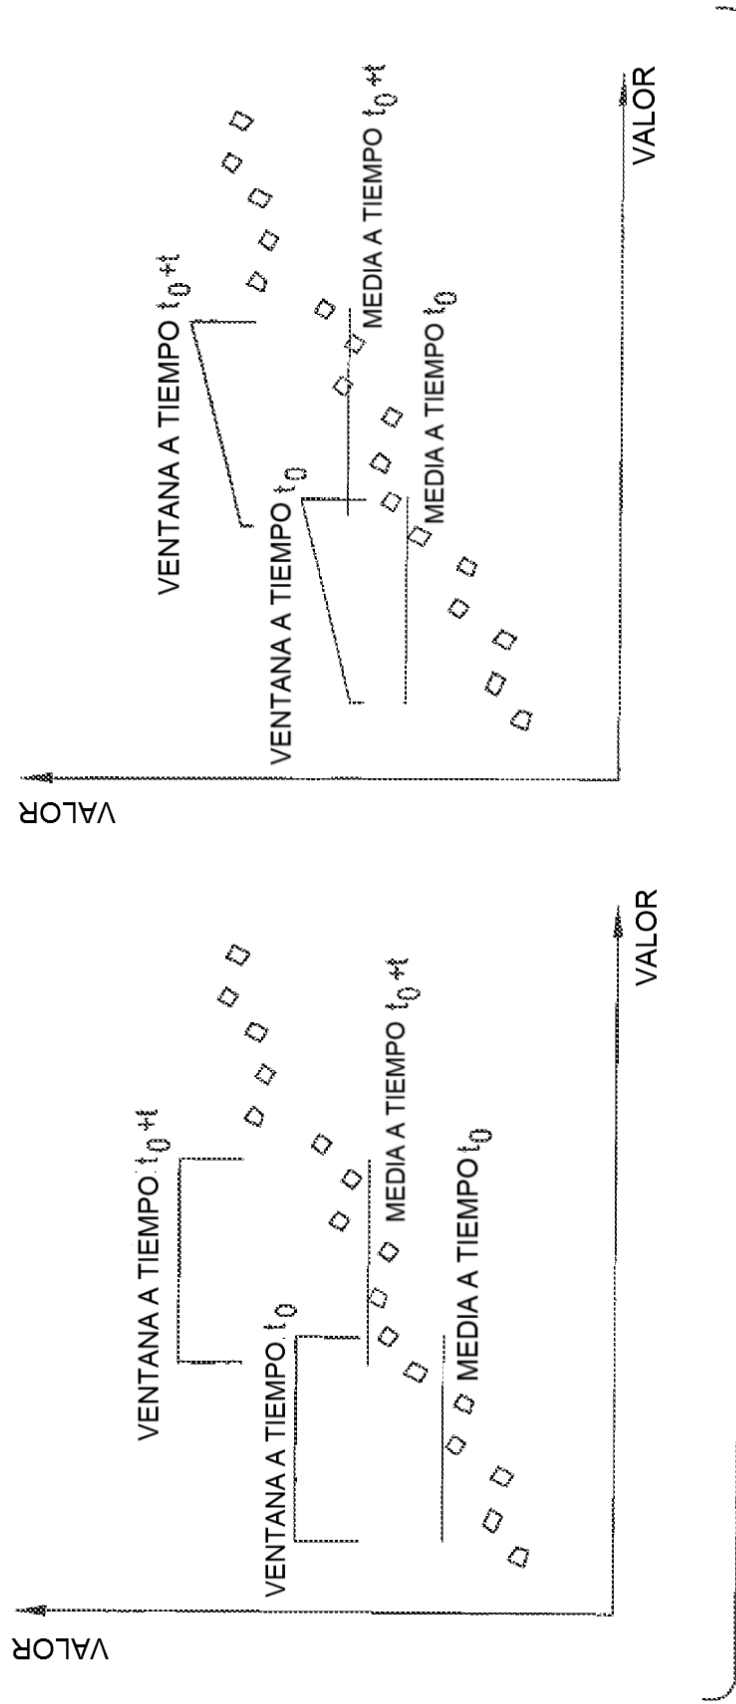 VALOR
VENTANA A TIEMPO t0+t
VENTANA A TIEMPO t0
MEDIA A TIEMPO t0+t
MEDIA A TIEMPO t0
VALOR
VALOR
VENTANA A TIEMPO t0+t
VENTANA A TIEMPO t0
MEDIA A TIEMPO t0+t
MEDIA A TIEMPO t0
VALOR